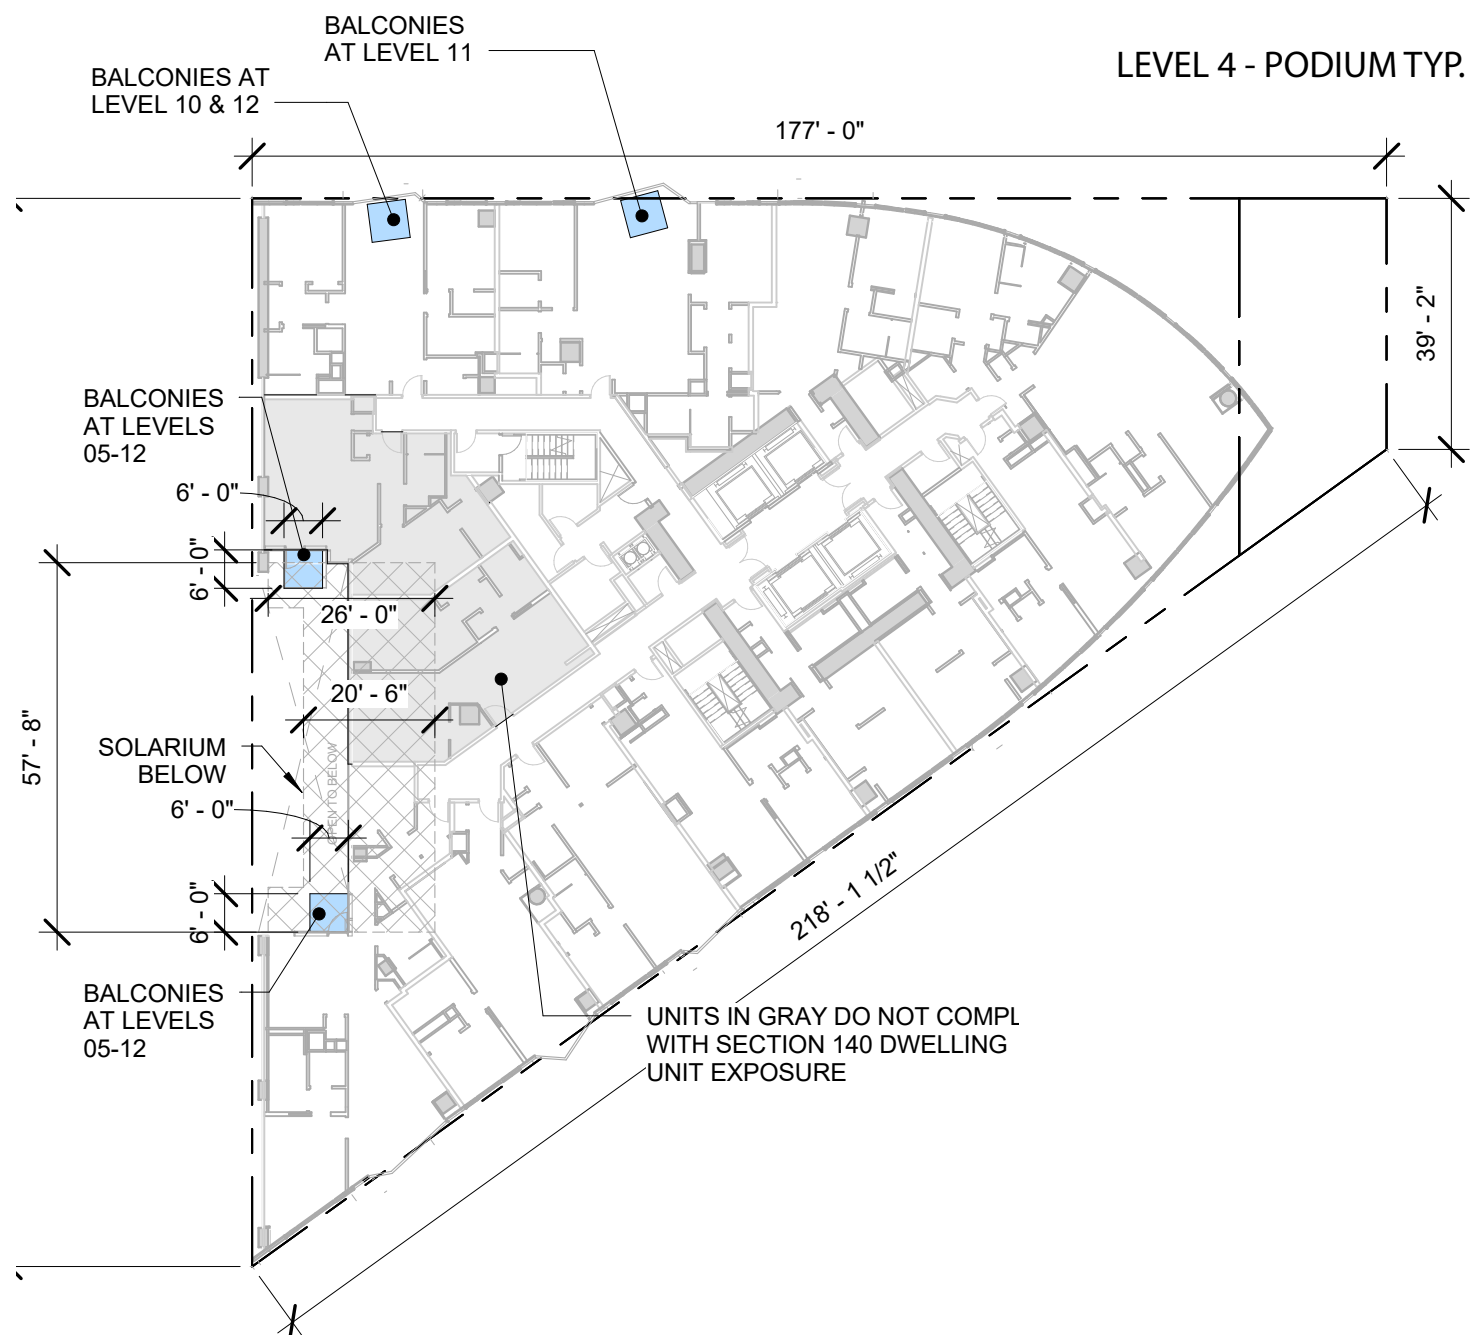 BALCONIES
AT LEVEL 11
LEVEL 4 - PODIUM TYP.
BALCONIES AT
LEVEL 10 & 12
177' - 0"
39' - 2"
BALCONIES
AT LEVELS
05-12
6' - 0"
6' - 0"
26' - 0"
20' - 6"
57' - 8"
SOLARIUM
BELOW
OPEN TO BELOW
6' - 0"
6' - 0"
218' - 1 1/2"
BALCONIES
AT LEVELS
05-12
UNITS IN GRAY DO NOT COMPL
WITH SECTION 140 DWELLING
UNIT EXPOSURE